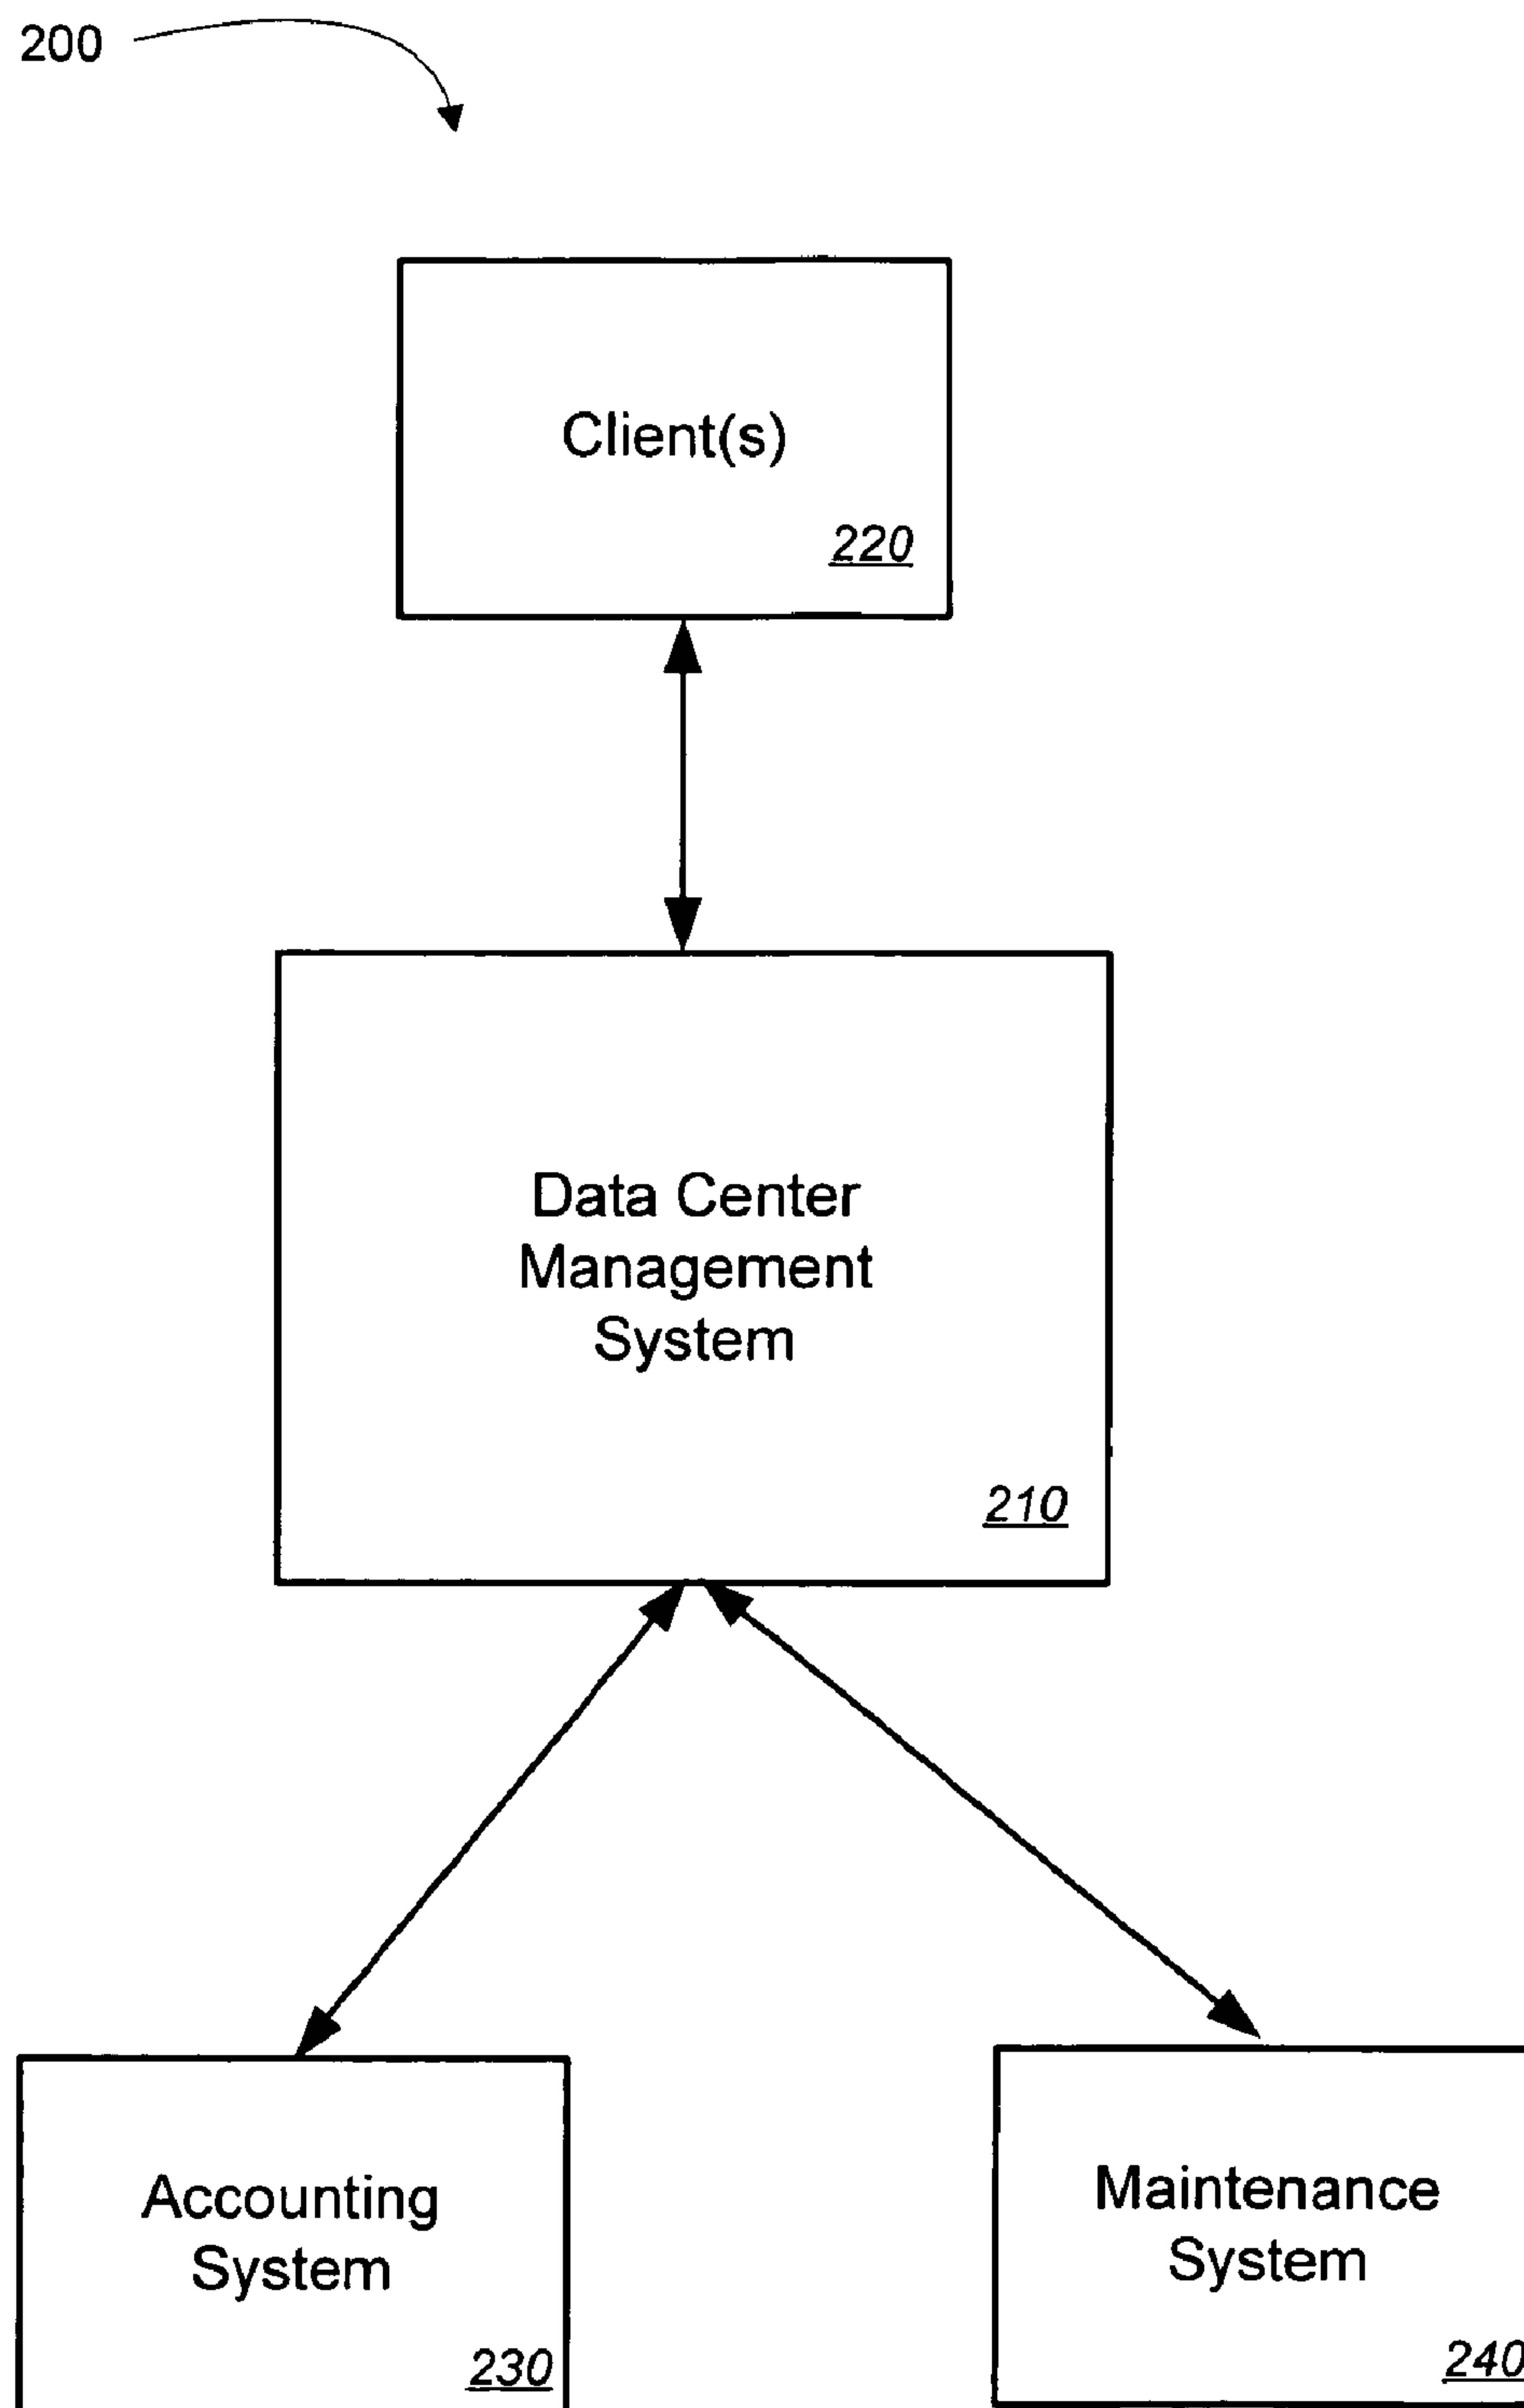 200
Client(s)
220
Data Center
Management
System
210
Accounting
System
230
Maintenance
System
240